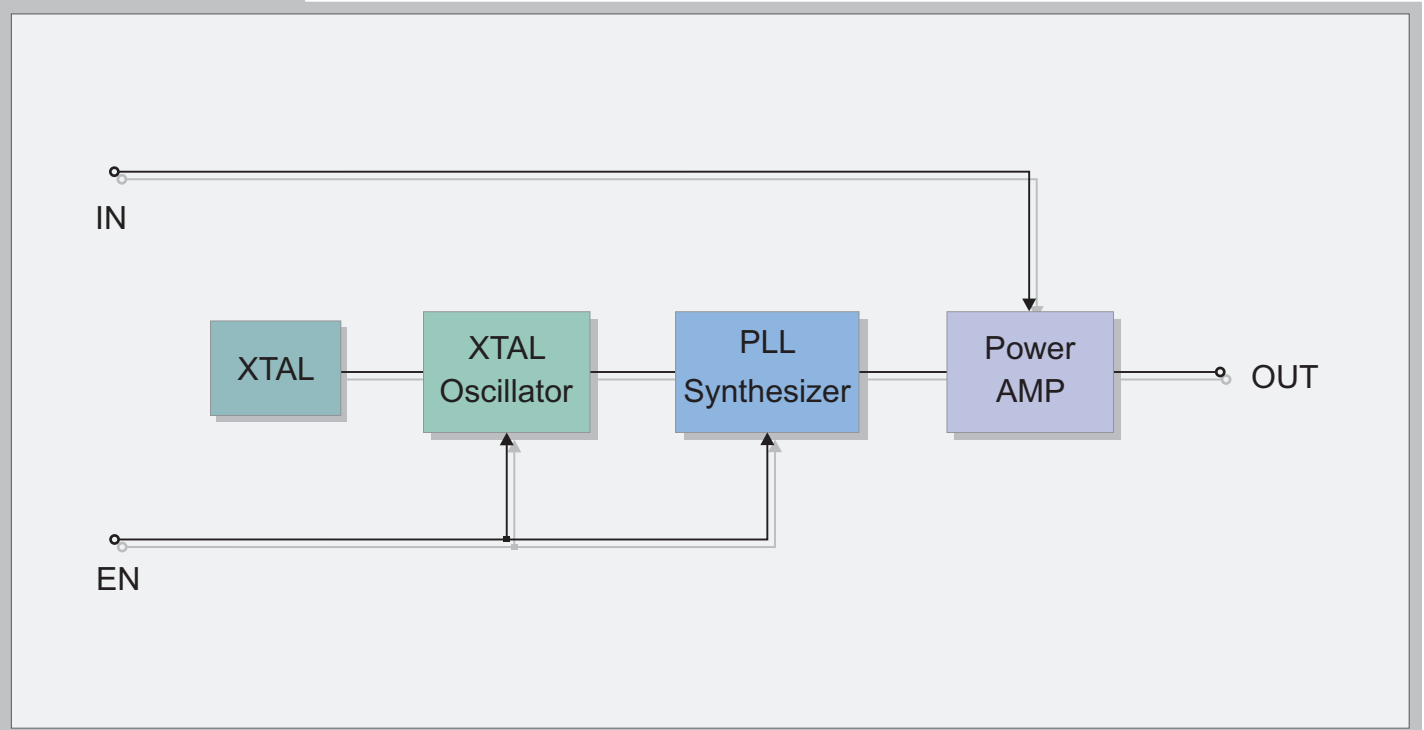 IN
XTAL
XTAL
Oscillator
PLL
Synthesizer
Power
AMP
OUT
EN